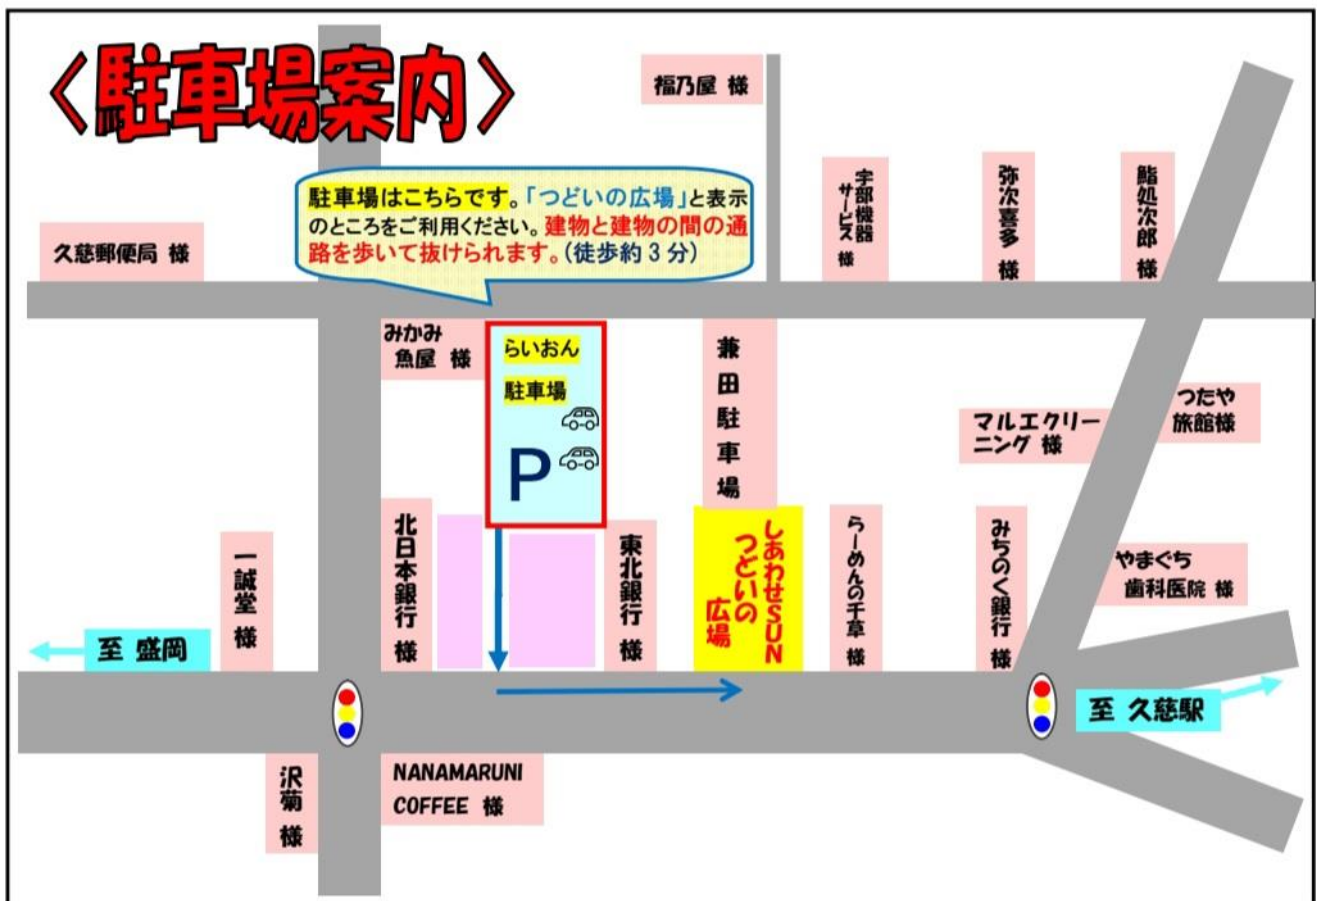 〈駐車場案内〉
福乃屋 様
駐車場はこちらです。「つどいの広場」と表示
のところをご利用ください。建物と建物の間の通
路を歩いて抜けられます。(徒歩約3分)
久慈郵便局 様
宇部機器
サービス 様
弥次喜多 様
鮨処次郎 様
みかみ
魚屋 様
らいおん
駐車場
P
兼田駐車場
つたや
旅館様
マルエクリー
ニング 様
一誠堂 様
北日本銀行 様
東北銀行 様
しあわせSUN
つどいの
広場
らーめんの千草 様
みちのく銀行 様
やまぐち
歯科医院 様
至 盛岡
至 久慈駅
沢菊 様
NANAMARUNI
COFFEE 様